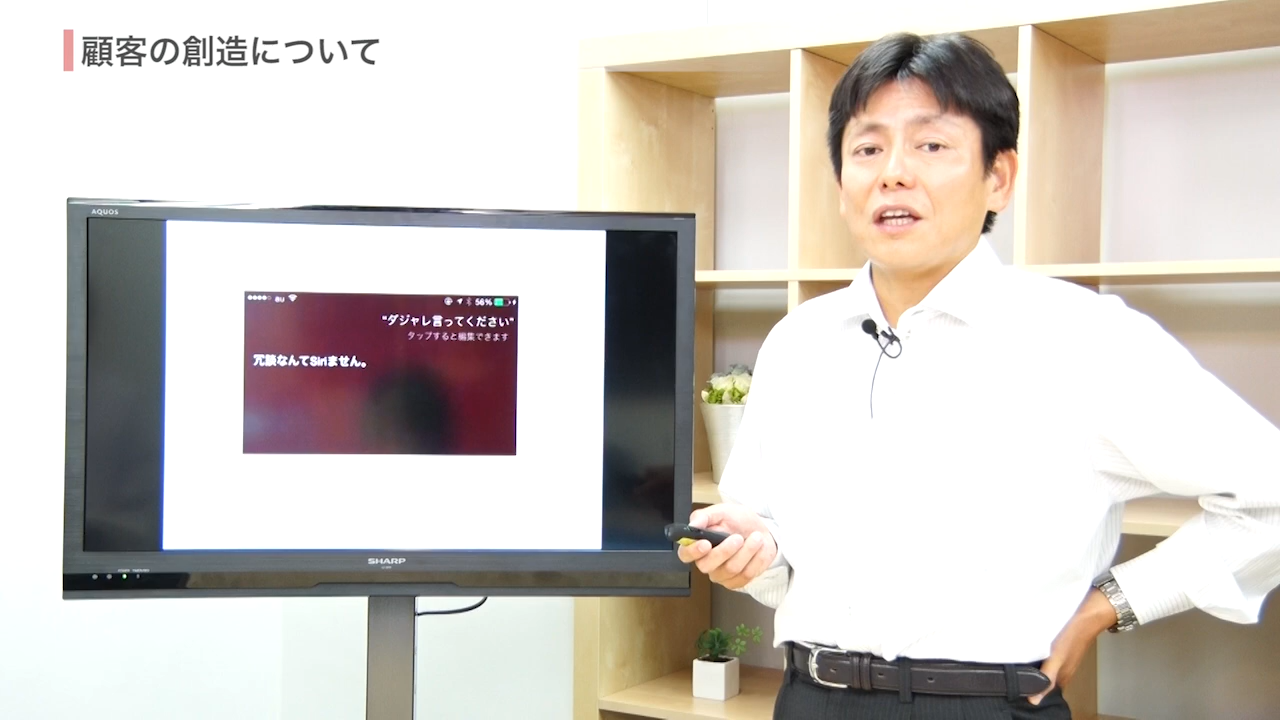 顧客の創造について
AQUOS
au 56%
"ダジャレ言ってください"
タップすると編集できます
冗談なんてSiriません。
SHARP